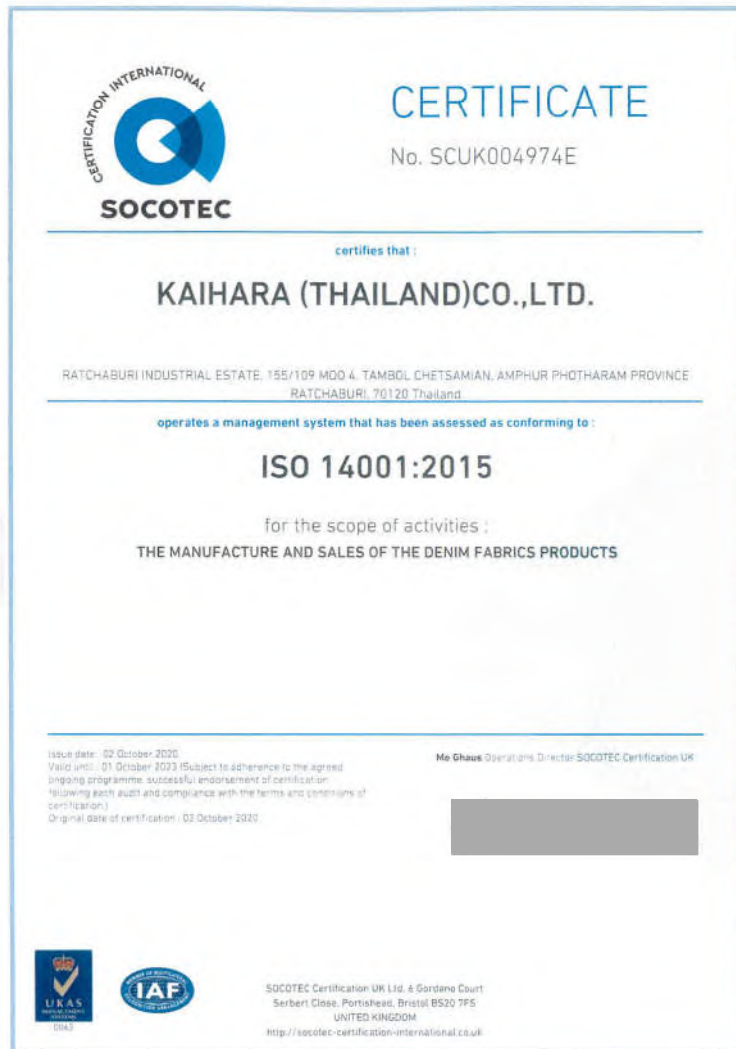 CERTIFICATION INTERNATIONAL
SOCOTEC
CERTIFICATE
No. SCUK004974E
certifies that :
KAIHARA (THAILAND)CO.,LTD.
RATCHABURI INDUSTRIAL ESTATE, 155/109 MOO 4, TAMBOL CHETSAMIAN, AMPHUR PHOTHARAM PROVINCE
RATCHABURI, 70120 Thailand
operates a management system that has been assessed as conforming to :
ISO 14001:2015
for the scope of activities :
THE MANUFACTURE AND SALES OF THE DENIM FABRICS PRODUCTS
Issue date: 02 October 2020
Valid until : 01 October 2023 (Subject to adherence to the agreed
ongoing programme, successful endorsement of certification
following each audit and compliance with the terms and conditions of
certification.)
Original date of certification : 02 October 2020
Mo Ghaus Operations Director SOCOTEC Certification UK
UKAS
MANAGEMENT
SYSTEMS
0043
IAF
SOCOTEC Certification UK Ltd. 6 Gordano Court
Serbert Close, Portishead, Bristol BS20 7FS
UNITED KINGDOM
http://socotec-certification-international.co.uk